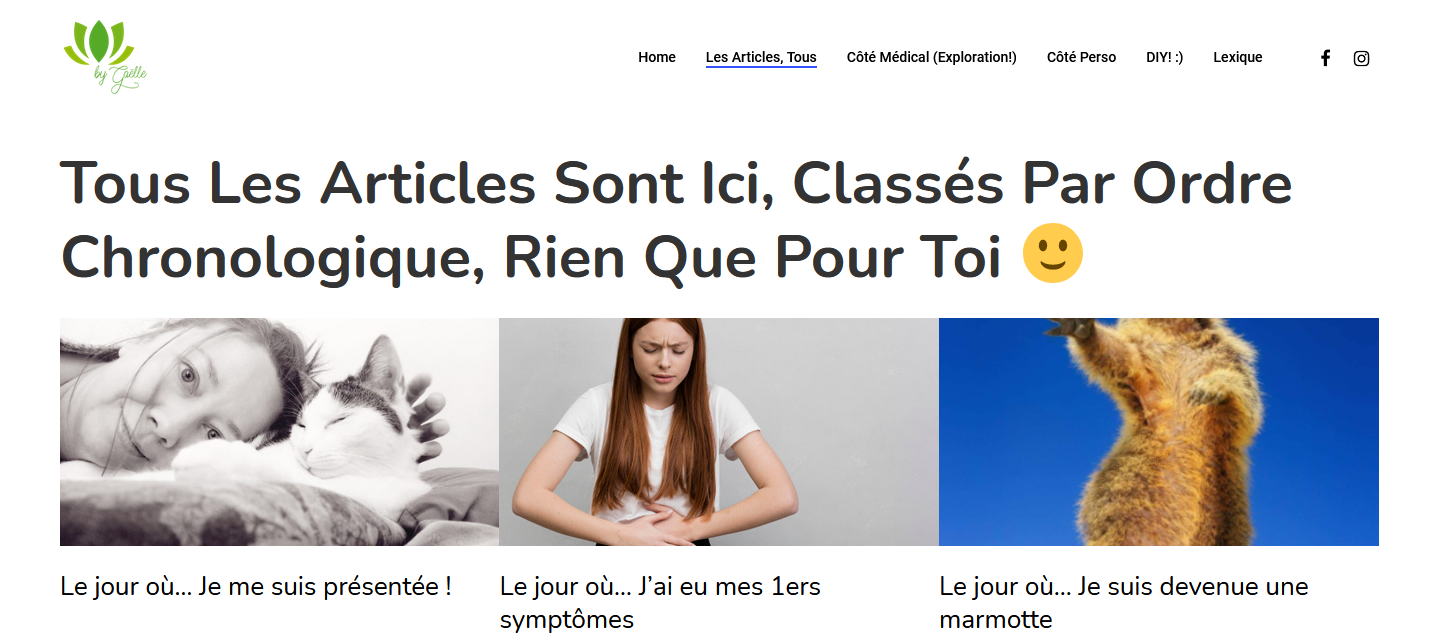 by Gaëlle
Home
Les Articles, Tous
Côté Médical (Exploration!)
Côté Perso
DIY! :)
Lexique
Tous Les Articles Sont Ici, Classés Par Ordre
Chronologique, Rien Que Pour Toi 🙂
Le jour où… Je me suis présentée !
Le jour où… J’ai eu mes 1ers
symptômes
Le jour où… Je suis devenue une
marmotte